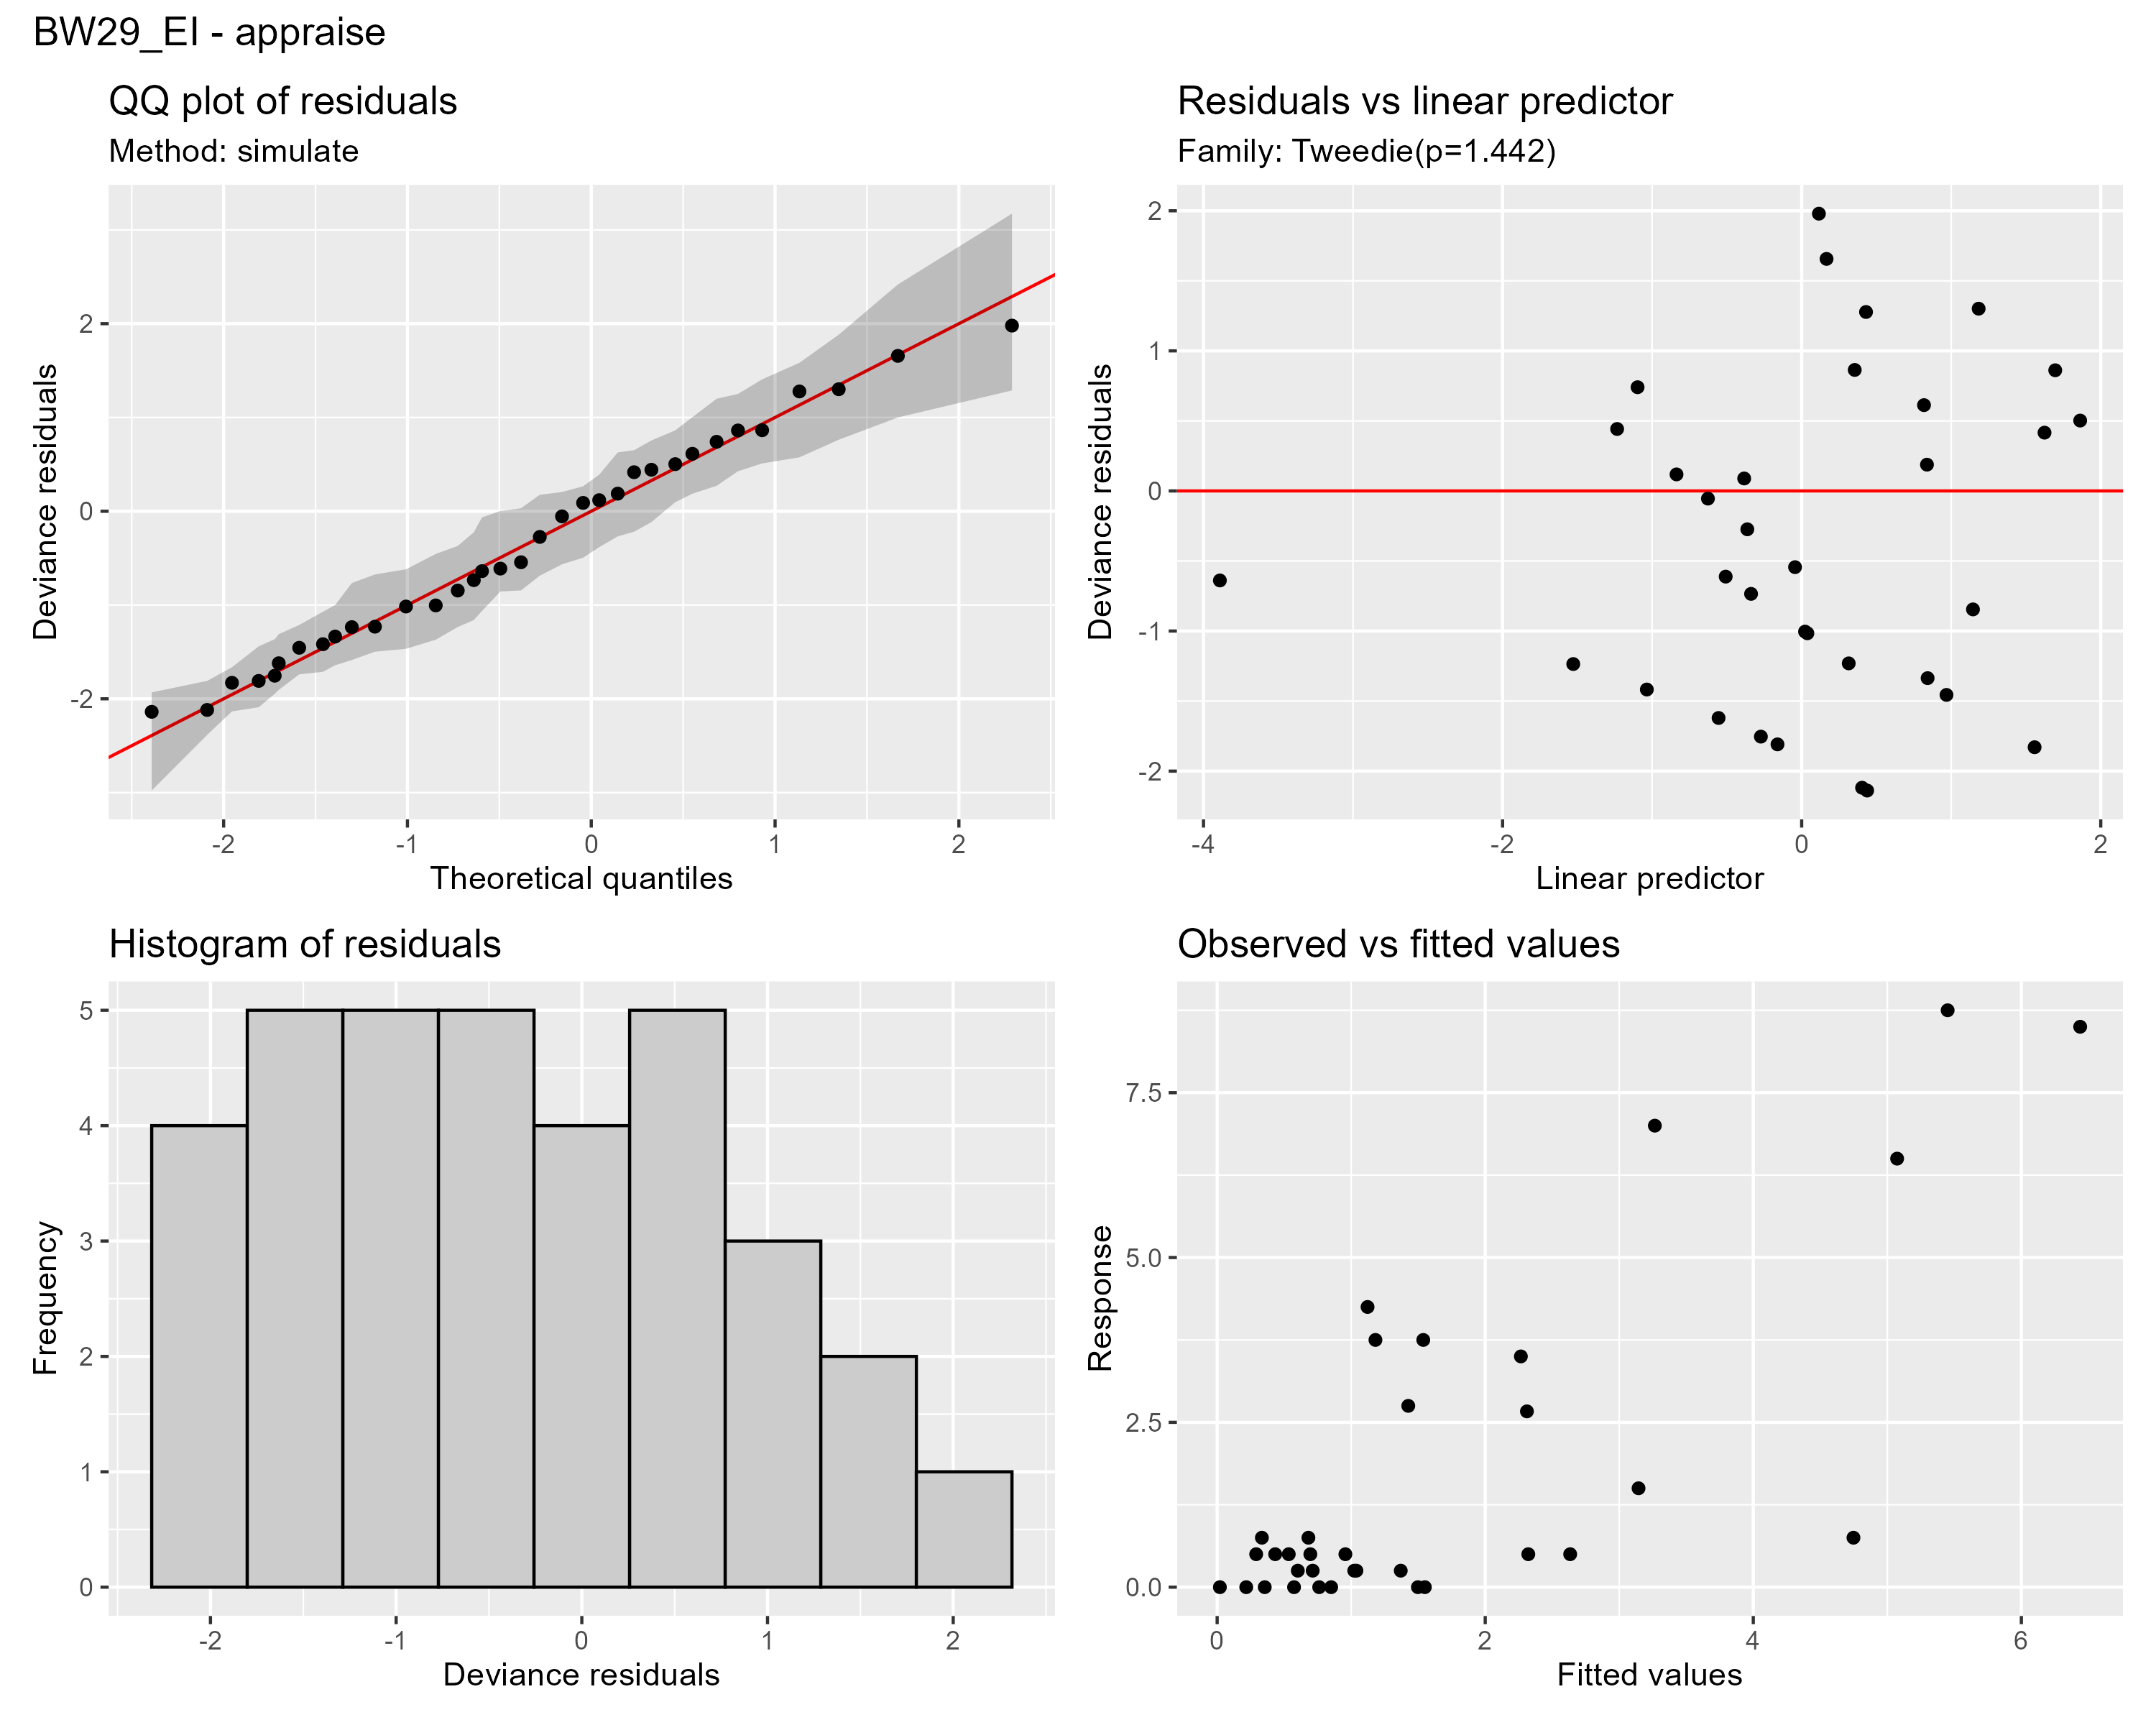 BW29_EI - appraise
QQ plot of residuals
Method: simulate
2
0
-2
Deviance residuals
-2 -1 0 1 2
Theoretical quantiles
Residuals vs linear predictor
Family: Tweedie(p=1.442)
2
1
0
-1
-2
Deviance residuals
-4 -2 0 2
Linear predictor
Histogram of residuals
5
4
3
2
1
0
Frequency
-2 -1 0 1 2
Deviance residuals
Observed vs fitted values
7.5
5.0
2.5
0.0
Response
0 2 4 6
Fitted values